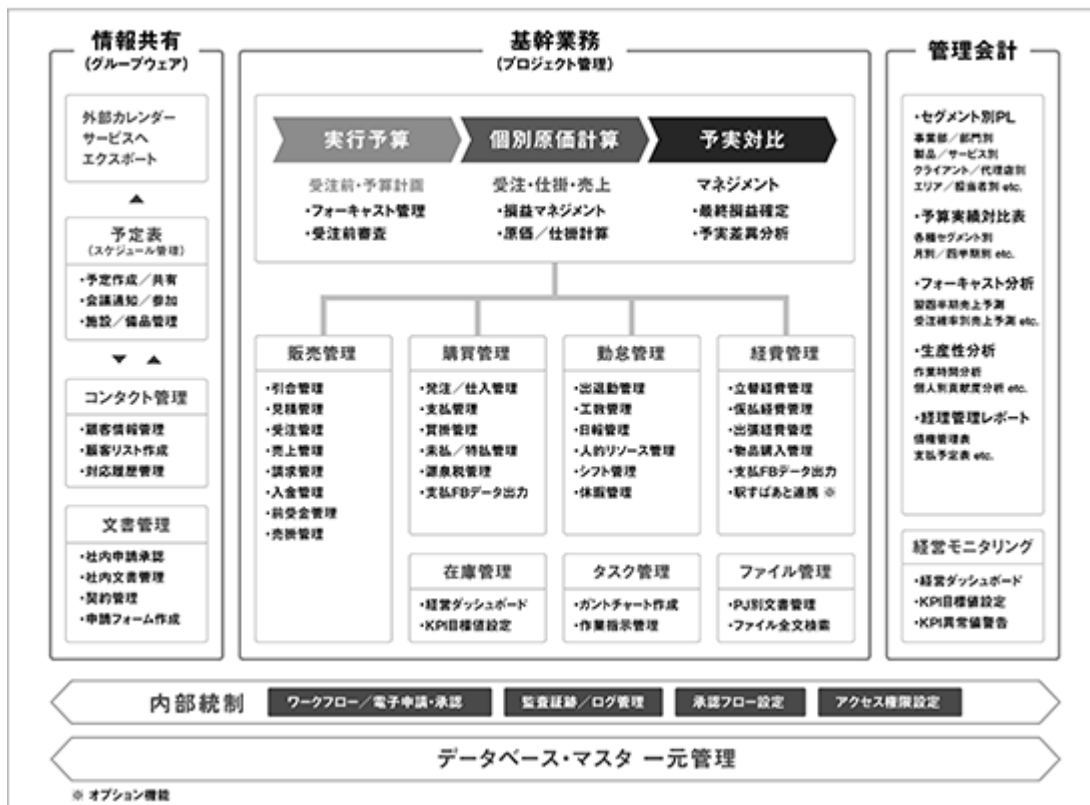 情報共有
(グループウェア)
外部カレンダー
サービスへ
エクスポート
予定表
(スケジュール管理)
・予定作成／共有
・会議通知／参加
・施設／備品管理
コンタクト管理
・顧客情報管理
・顧客リスト作成
・対応履歴管理
文書管理
・社内申請承認
・社内文書管理
・契約管理
・申請フォーム作成
基幹業務
(プロジェクト管理)
実行予算
個別原価計算
予実対比
受注前・予算計画
・フォーキャスト管理
・受注前審査
受注・仕掛・売上
・損益マネジメント
・原価／仕掛計算
マネジメント
・最終損益確定
・予実差異分析
販売管理
・引合管理
・見積管理
・受注管理
・売上管理
・請求管理
・入金管理
・前受金管理
・売掛管理
購買管理
・発注／仕入管理
・支払管理
・買掛管理
・未払／特払管理
・源泉税管理
・支払FBデータ出力
勤怠管理
・出退勤管理
・工数管理
・日報管理
・人的リソース管理
・シフト管理
・休暇管理
経費管理
・立替経費管理
・仮払経費管理
・出張経費管理
・物品購入管理
・支払FBデータ出力
・駅すぱあと連携 ※
在庫管理
・経営ダッシュボード
・KPI目標値設定
タスク管理
・ガントチャート作成
・作業指示管理
ファイル管理
・PJ別文書管理
・ファイル全文検索
管理会計
・セグメント別PL
事業部／部門別
製品／サービス別
クライアント／代理店別
エリア／担当者別 etc.
・予算実績対比表
各種セグメント別
月別／四半期別 etc.
・フォーキャスト分析
翌四半期売上予測
受注確率別売上予測 etc.
・生産性分析
作業時間分析
個人別貢献度分析 etc.
・経理管理レポート
債権管理表
支払予定表 etc.
経営モニタリング
・経営ダッシュボード
・KPI目標値設定
・KPI異常値警告
内部統制
ワークフロー／電子申請・承認
監査証跡／ログ管理
承認フロー設定
アクセス権限設定
データベース・マスタ 一元管理
※ オプション機能